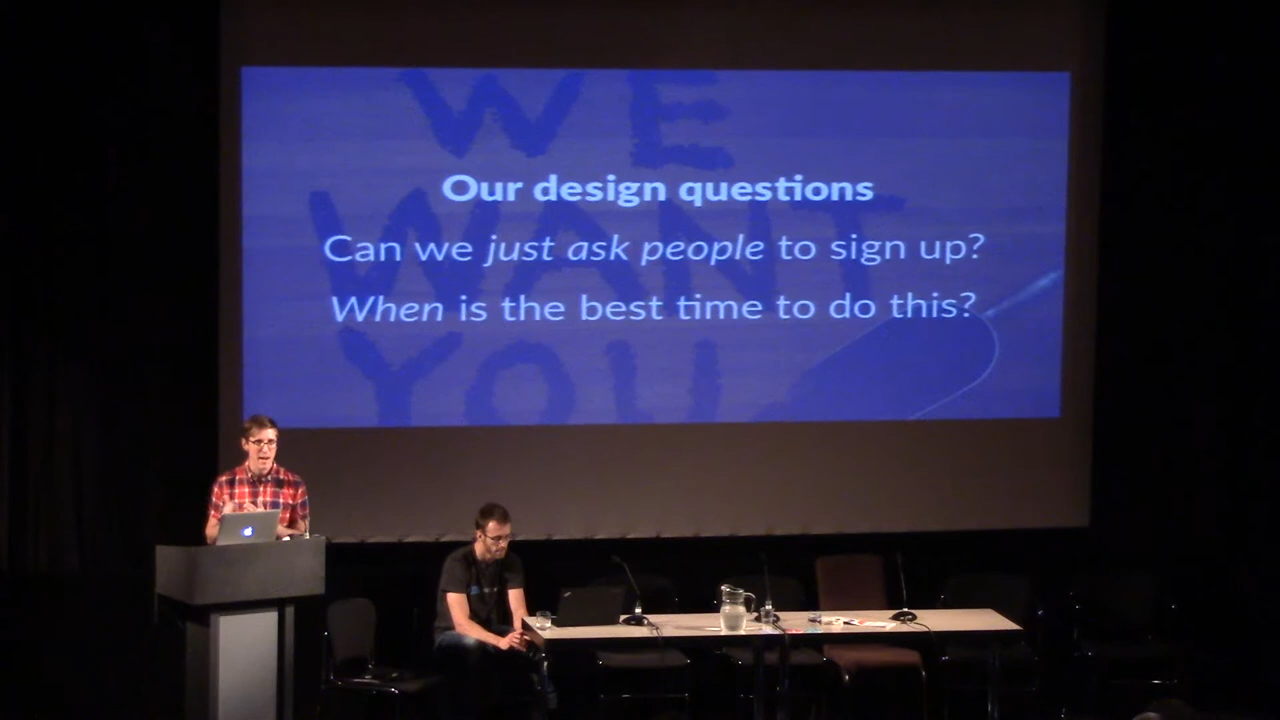 WE
WANT
YOU
Our design questions
Can we just ask people to sign up?
When is the best time to do this?